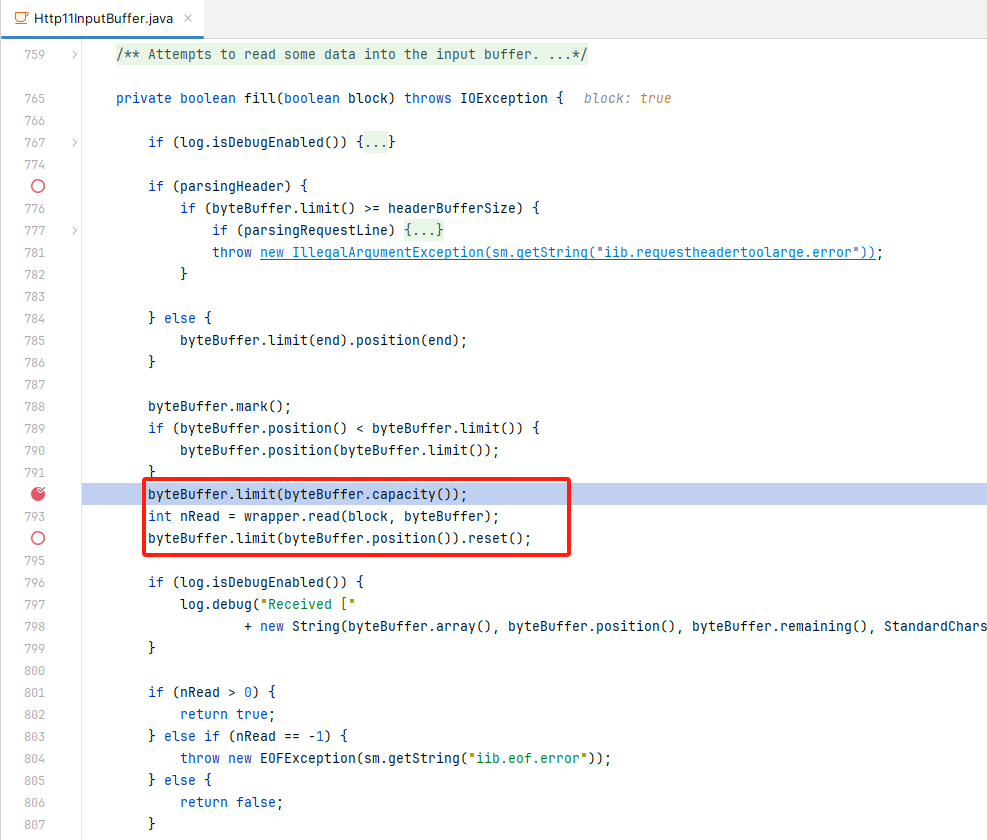 Http11InputBuffer.java ×
759 > /** Attempts to read some data into the input buffer. ...*/
765 private boolean fill(boolean block) throws IOException { block: true
766
767 > if (log.isDebugEnabled()) {...}
774
if (parsingHeader) {
776 if (byteBuffer.limit() >= headerBufferSize) {
777 > if (parsingRequestLine) {...}
781 throw new IllegalArgumentException(sm.getString("iib.requestheadertoolarge.error"));
782 }
783
784 } else {
785 byteBuffer.limit(end).position(end);
786 }
787
788 byteBuffer.mark();
789 if (byteBuffer.position() < byteBuffer.limit()) {
790 byteBuffer.position(byteBuffer.limit());
791 }
byteBuffer.limit(byteBuffer.capacity());
793 int nRead = wrapper.read(block, byteBuffer);
byteBuffer.limit(byteBuffer.position()).reset();
795
796 if (log.isDebugEnabled()) {
797 log.debug("Received ["
798 + new String(byteBuffer.array(), byteBuffer.position(), byteBuffer.remaining(), StandardChars
799 }
800
801 if (nRead > 0) {
802 return true;
803 } else if (nRead == -1) {
804 throw new EOFException(sm.getString("iib.eof.error"));
805 } else {
806 return false;
807 }